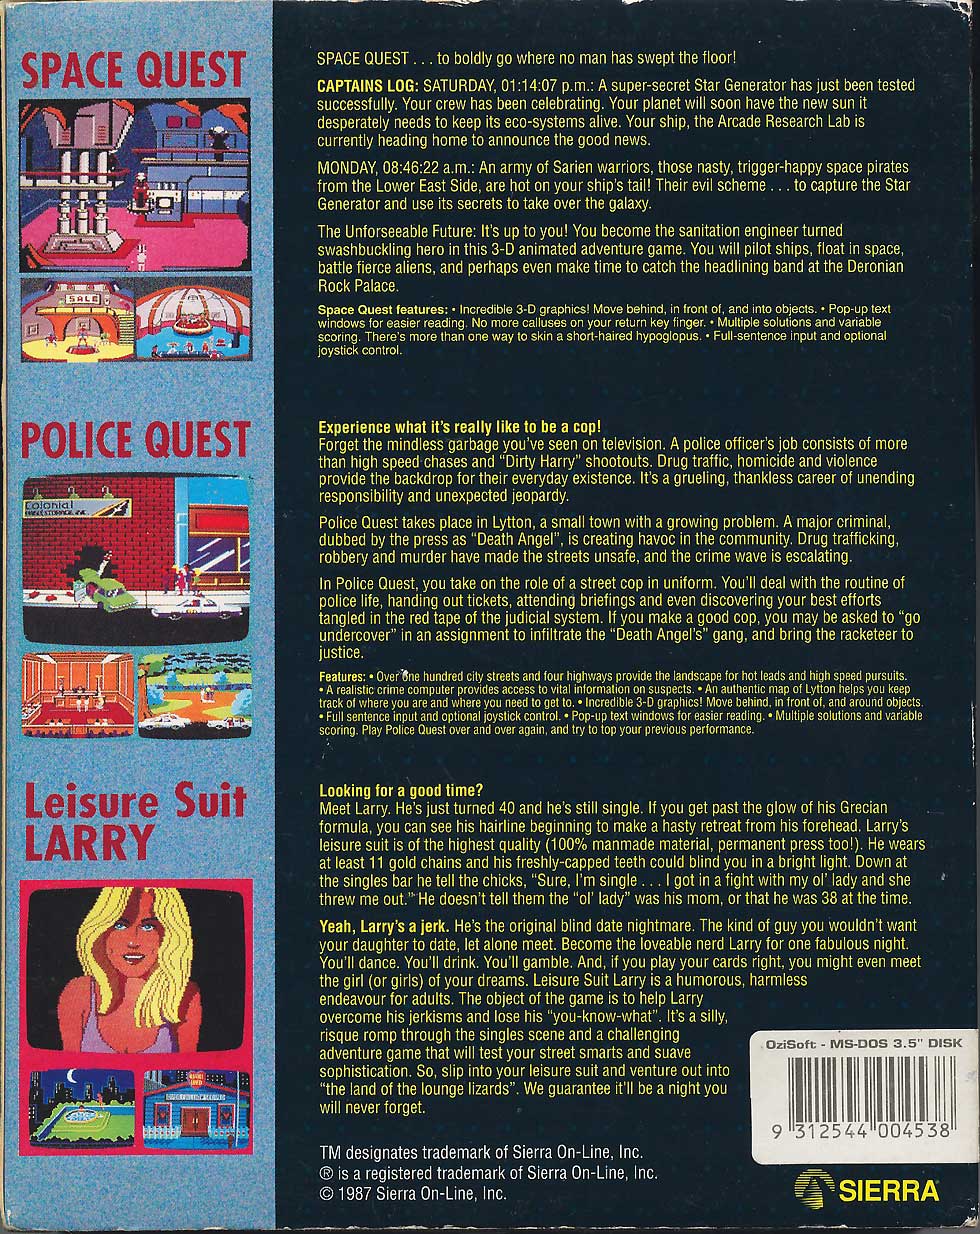 SPACE QUEST
SPACE QUEST . . . to boldly go where no man has swept the floor!
CAPTAINS LOG: SATURDAY, 01:14:07 p.m.: A super-secret Star Generator has just been tested
successfully. Your crew has been celebrating. Your planet will soon have the new sun it
desperately needs to keep its eco-systems alive. Your ship, the Arcade Research Lab is
currently heading home to announce the good news.
MONDAY, 08:46:22 a.m.: An army of Sarien warriors, those nasty, trigger-happy space pirates
from the Lower East Side, are hot on your ship's tail! Their evil scheme . . . to capture the Star
Generator and use its secrets to take over the galaxy.
The Unforseeable Future: It's up to you! You become the sanitation engineer turned
swashbuckling hero in this 3-D animated adventure game. You will pilot ships, float in space,
battle fierce aliens, and perhaps even make time to catch the headlining band at the Deronian
Rock Palace.
Space Quest features: • Incredible 3-D graphics! Move behind, in front of, and into objects. • Pop-up text
windows for easier reading. No more calluses on your return key finger. • Multiple solutions and variable
scoring. There's more than one way to skin a short-haired hypoglopus. • Full-sentence input and optional
joystick control.
SALE
POLICE QUEST
Colonial
Experience what it's really like to be a cop!
Forget the mindless garbage you've seen on television. A police officer's job consists of more
than high speed chases and "Dirty Harry" shootouts. Drug traffic, homicide and violence
provide the backdrop for their everyday existence. It's a grueling, thankless career of unending
responsibility and unexpected jeopardy.
Police Quest takes place in Lytton, a small town with a growing problem. A major criminal,
dubbed by the press as "Death Angel", is creating havoc in the community. Drug trafficking,
robbery and murder have made the streets unsafe, and the crime wave is escalating.
In Police Quest, you take on the role of a street cop in uniform. You'll deal with the routine of
police life, handing out tickets, attending briefings and even discovering your best efforts
tangled in the red tape of the judicial system. If you make a good cop, you may be asked to "go
undercover" in an assignment to infiltrate the "Death Angel's" gang, and bring the racketeer to
justice.
Features: • Over one hundred city streets and four highways provide the landscape for hot leads and high speed pursuits.
• A realistic crime computer provides access to vital information on suspects. • An authentic map of Lytton helps you keep
track of where you are and where you need to get to. • Incredible 3-D graphics! Move behind, in front of, and around objects.
• Full sentence input and optional joystick control. • Pop-up text windows for easier reading. • Multiple solutions and variable
scoring. Play Police Quest over and over again, and try to top your previous performance.
Leisure Suit
LARRY
Looking for a good time?
Meet Larry. He's just turned 40 and he's still single. If you get past the glow of his Grecian
formula, you can see his hairline beginning to make a hasty retreat from his forehead. Larry's
leisure suit is of the highest quality (100% manmade material, permanent press too!). He wears
at least 11 gold chains and his freshly-capped teeth could blind you in a bright light. Down at
the singles bar he tell the chicks, "Sure, I'm single . . . I got in a fight with my ol' lady and she
threw me out." He doesn't tell them the "ol' lady" was his mom, or that he was 38 at the time.
Yeah, Larry's a jerk. He's the original blind date nightmare. The kind of guy you wouldn't want
your daughter to date, let alone meet. Become the loveable nerd Larry for one fabulous night.
You'll dance. You'll drink. You'll gamble. And, if you play your cards right, you might even meet
the girl (or girls) of your dreams. Leisure Suit Larry is a humorous, harmless
endeavour for adults. The object of the game is to help Larry
overcome his jerkisms and lose his "you-know-what". It's a silly,
risque romp through the singles scene and a challenging
adventure game that will test your street smarts and suave
sophistication. So, slip into your leisure suit and venture out into
"the land of the lounge lizards". We guarantee it'll be a night you
will never forget.
OziSoft - MS-DOS 3.5" DISK
9 312544 004538
TM designates trademark of Sierra On-Line, Inc.
® is a registered trademark of Sierra On-Line, Inc.
© 1987 Sierra On-Line, Inc.
SIERRA